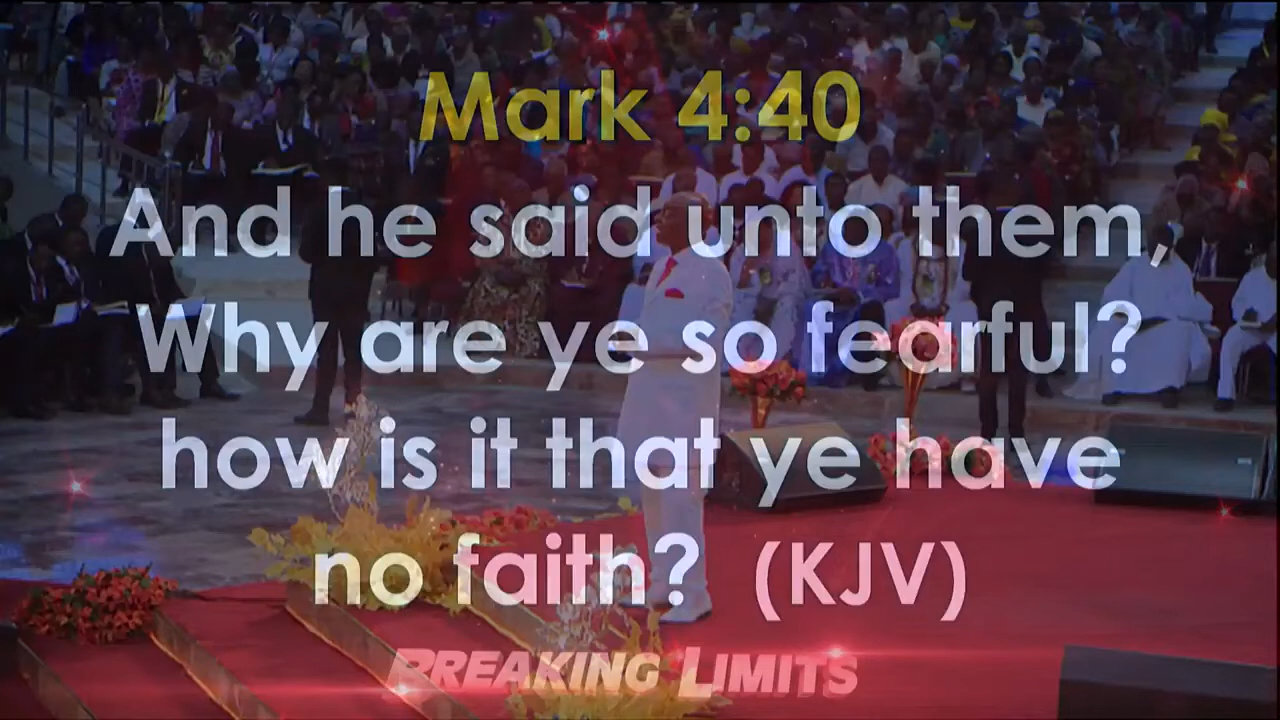 Mark 4:40
And he said unto them,
Why are ye so fearful?
how is it that ye have
no faith? (KJV)
BREAKING LIMITS